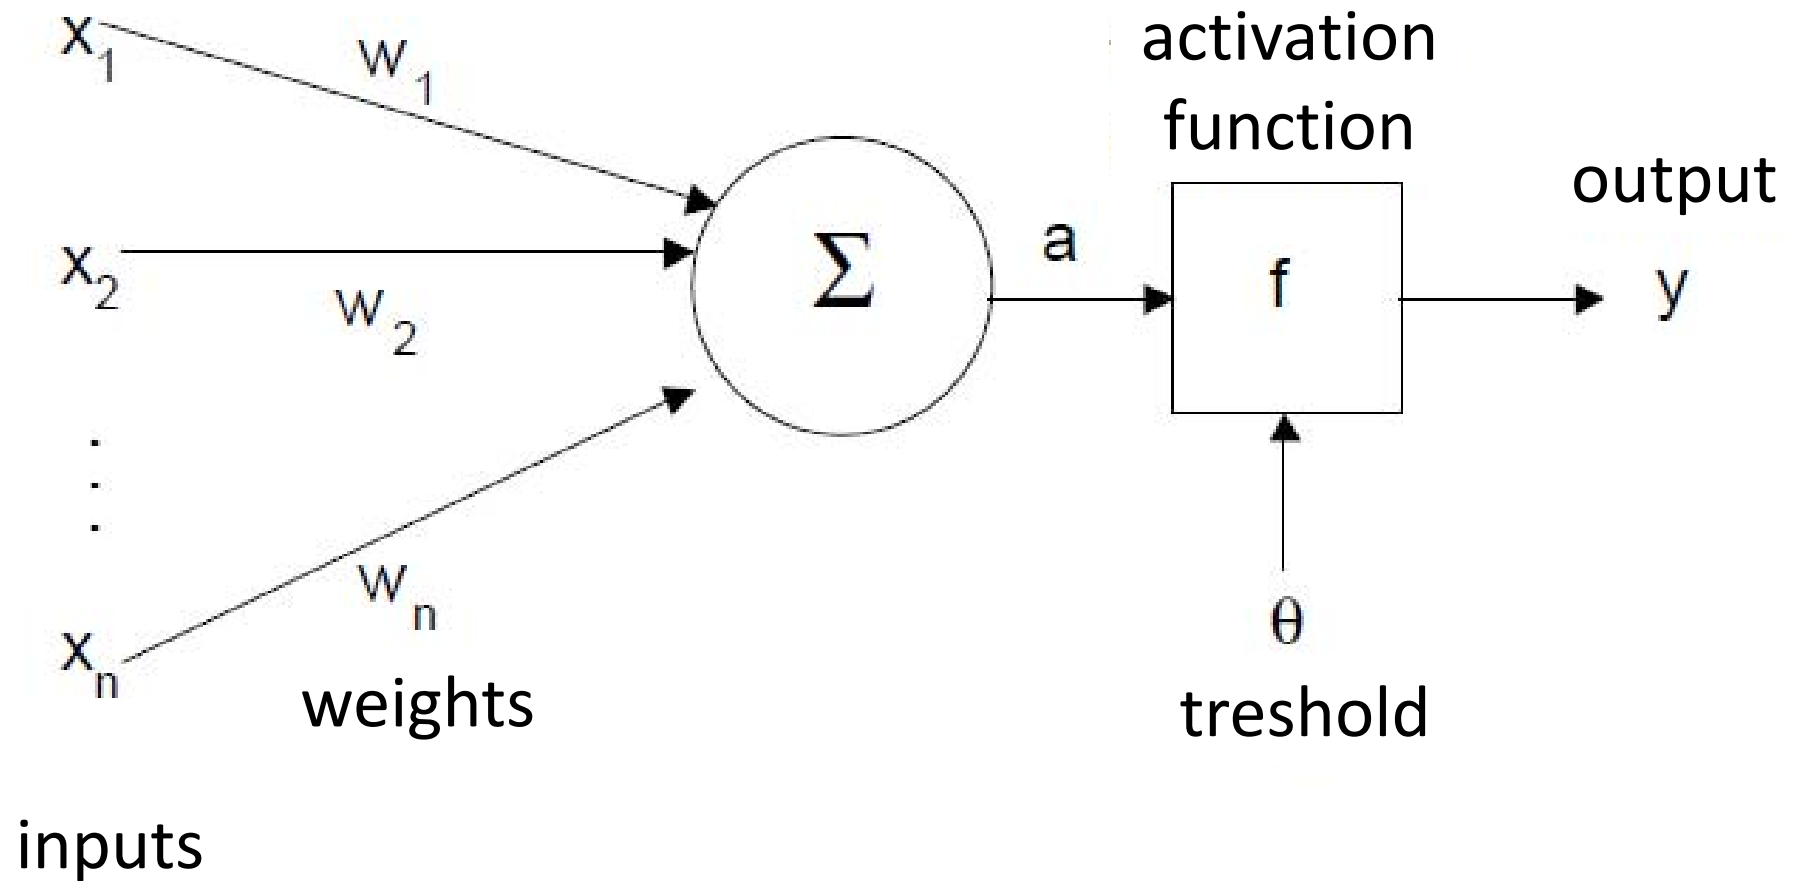 x1
w1
activation
function
output
x2
w2
Σ
a
f
y
.
.
.
xn
wn
θ
weights
treshold
inputs